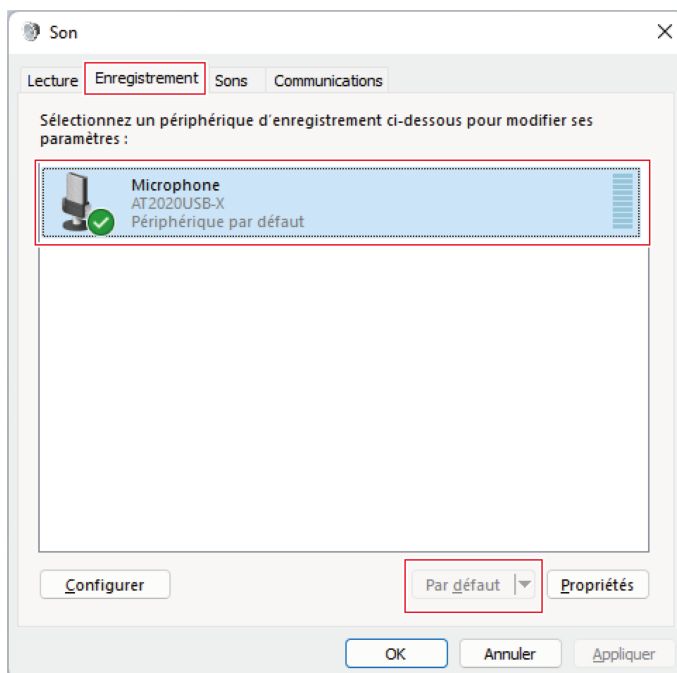 Son
Lecture Enregistrement Sons Communications
Sélectionnez un périphérique d'enregistrement ci-dessous pour modifier ses
paramètres :
Microphone
AT2020USB-X
Périphérique par défaut
Configurer Par défaut Propriétés
OK Annuler Appliquer